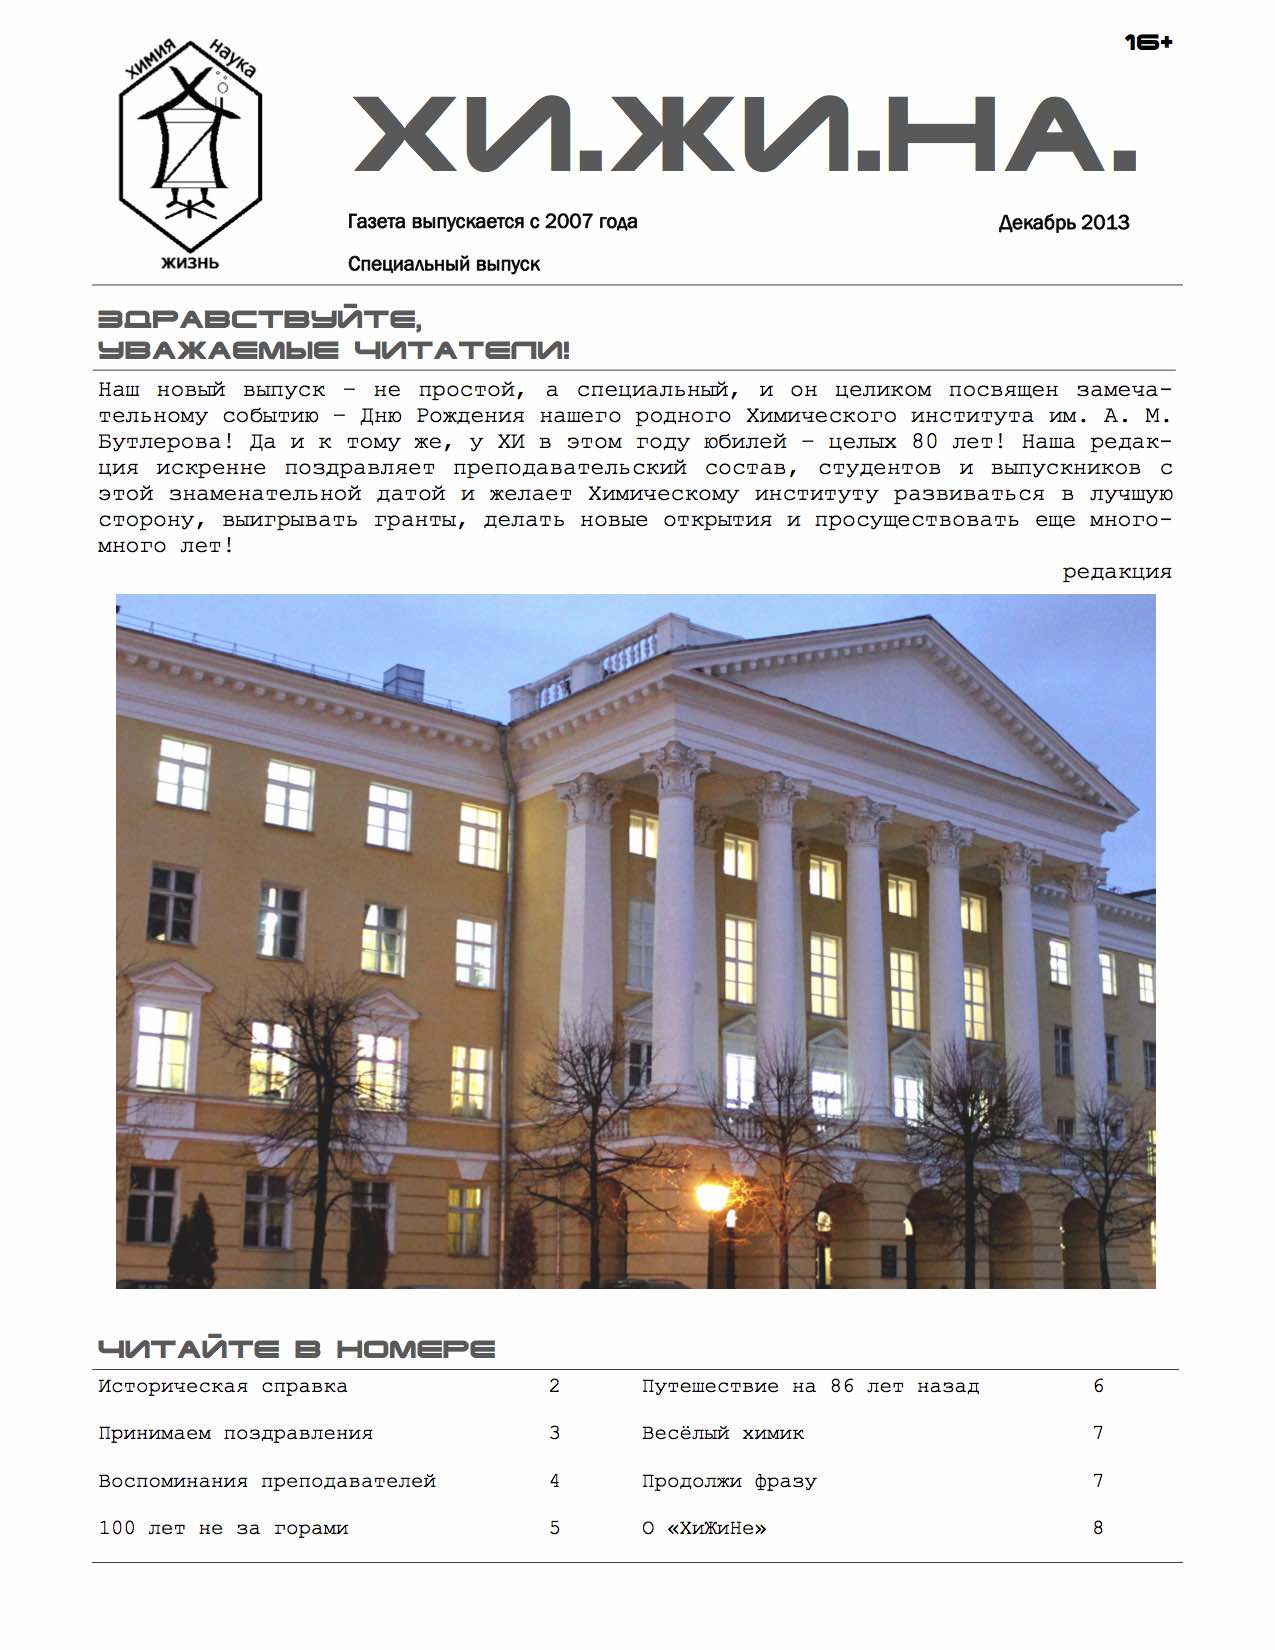 16+
химия
наука
жизнь
ХИ.ЖИ.НА.
Газета выпускается с 2007 года
Декабрь 2013
Специальный выпуск
ЗДРАВСТВУЙТЕ,
УВАЖАЕМЫЕ ЧИТАТЕЛИ!
Наш новый выпуск – не простой, а специальный, и он целиком посвящен замеча-
тельному событию – Дню Рождения нашего родного Химического института им. А. М.
Бутлерова! Да и к тому же, у ХИ в этом году юбилей – целых 80 лет! Наша редак-
ция искренне поздравляет преподавательский состав, студентов и выпускников с
этой знаменательной датой и желает Химическому институту развиваться в лучшую
сторону, выигрывать гранты, делать новые открытия и просуществовать еще много-
много лет!
редакция
ЧИТАЙТЕ В НОМЕРЕ
Историческая справка 2
Принимаем поздравления 3
Воспоминания преподавателей 4
100 лет не за горами 5
Путешествие на 86 лет назад 6
Весёлый химик 7
Продолжи фразу 7
О «ХиЖиНе» 8